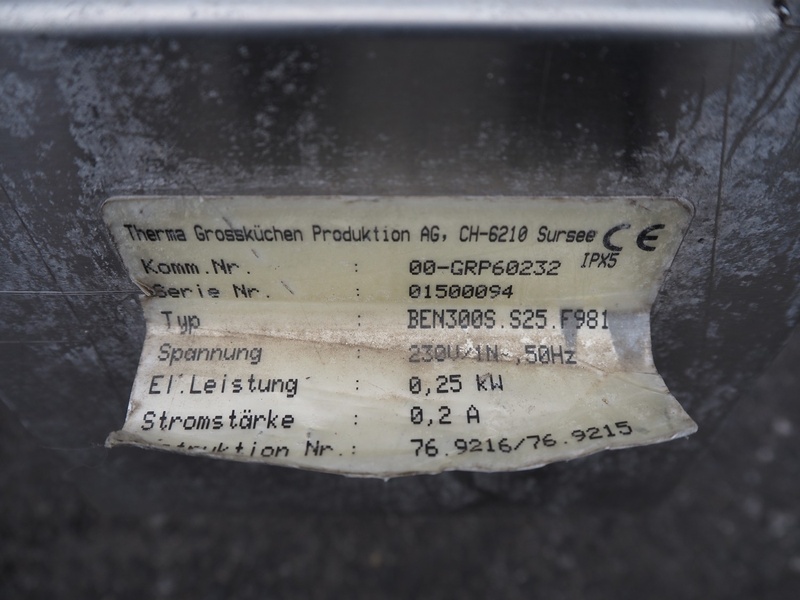 Therma Grossküchen Produktion AG, CH-6210 Sursee CE
IPX5
Komm.Nr. : 00-GRP60232
Serie Nr. : 01500094
Typ : BEN300S.S25.F981
Spannung : 230V/1N~,50Hz
El.Leistung : 0,25 kW
Stromstärke : 0,2 A
truktion Nr.: 76.9216/76.9215